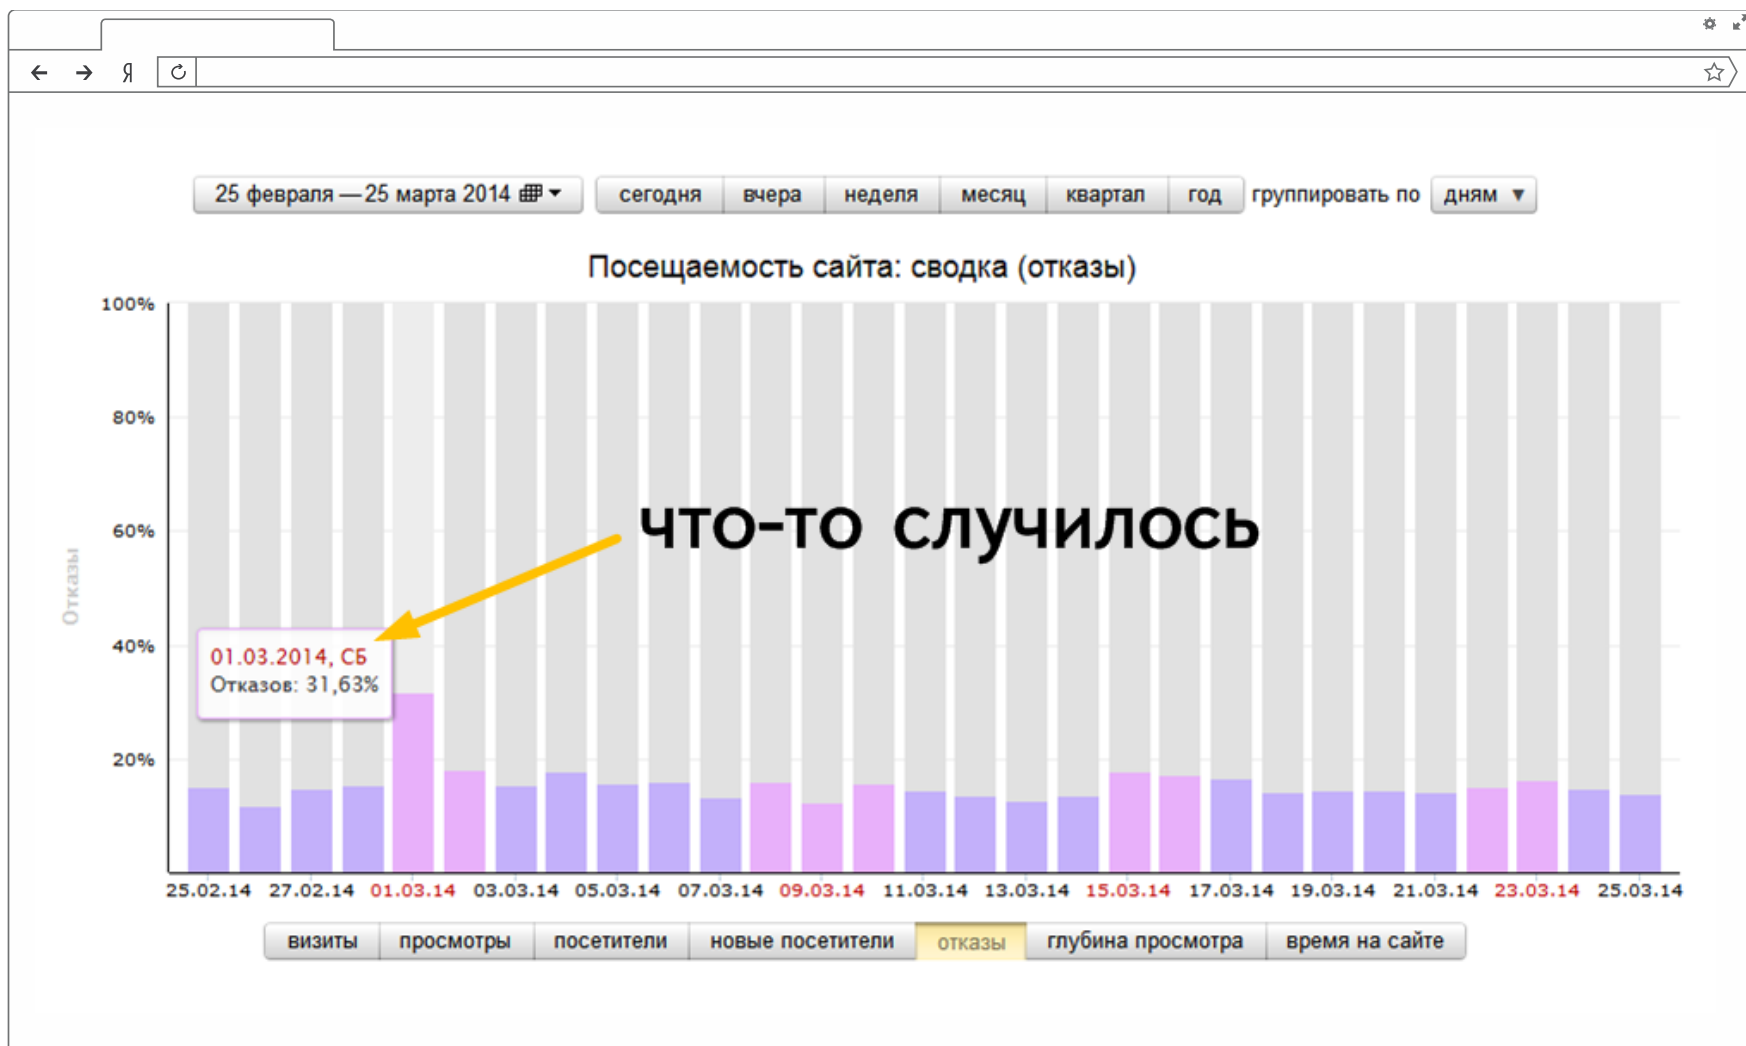 Я
25 февраля — 25 марта 2014 сегодня вчера неделя месяц квартал год группировать по дням
Посещаемость сайта: сводка (отказы)
100%
80%
60%
40%
20%
Отказы
что-то случилось
01.03.2014, СБ
Отказов: 31,63%
25.02.14 27.02.14 01.03.14 03.03.14 05.03.14 07.03.14 09.03.14 11.03.14 13.03.14 15.03.14 17.03.14 19.03.14 21.03.14 23.03.14 25.03.14
визиты просмотры посетители новые посетители отказы глубина просмотра время на сайте